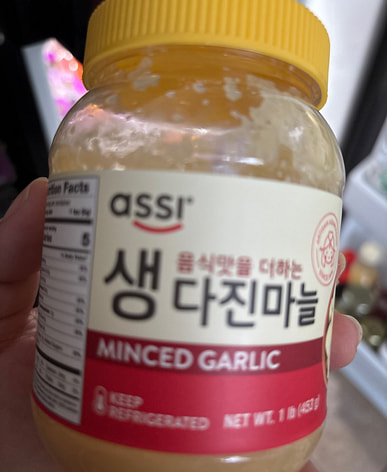 assi
음식맛을 더하는
생 다진마늘
MINCED GARLIC
KEEP
REFRIGERATED
NET WT. 1 lb (453 g)
Facts
5